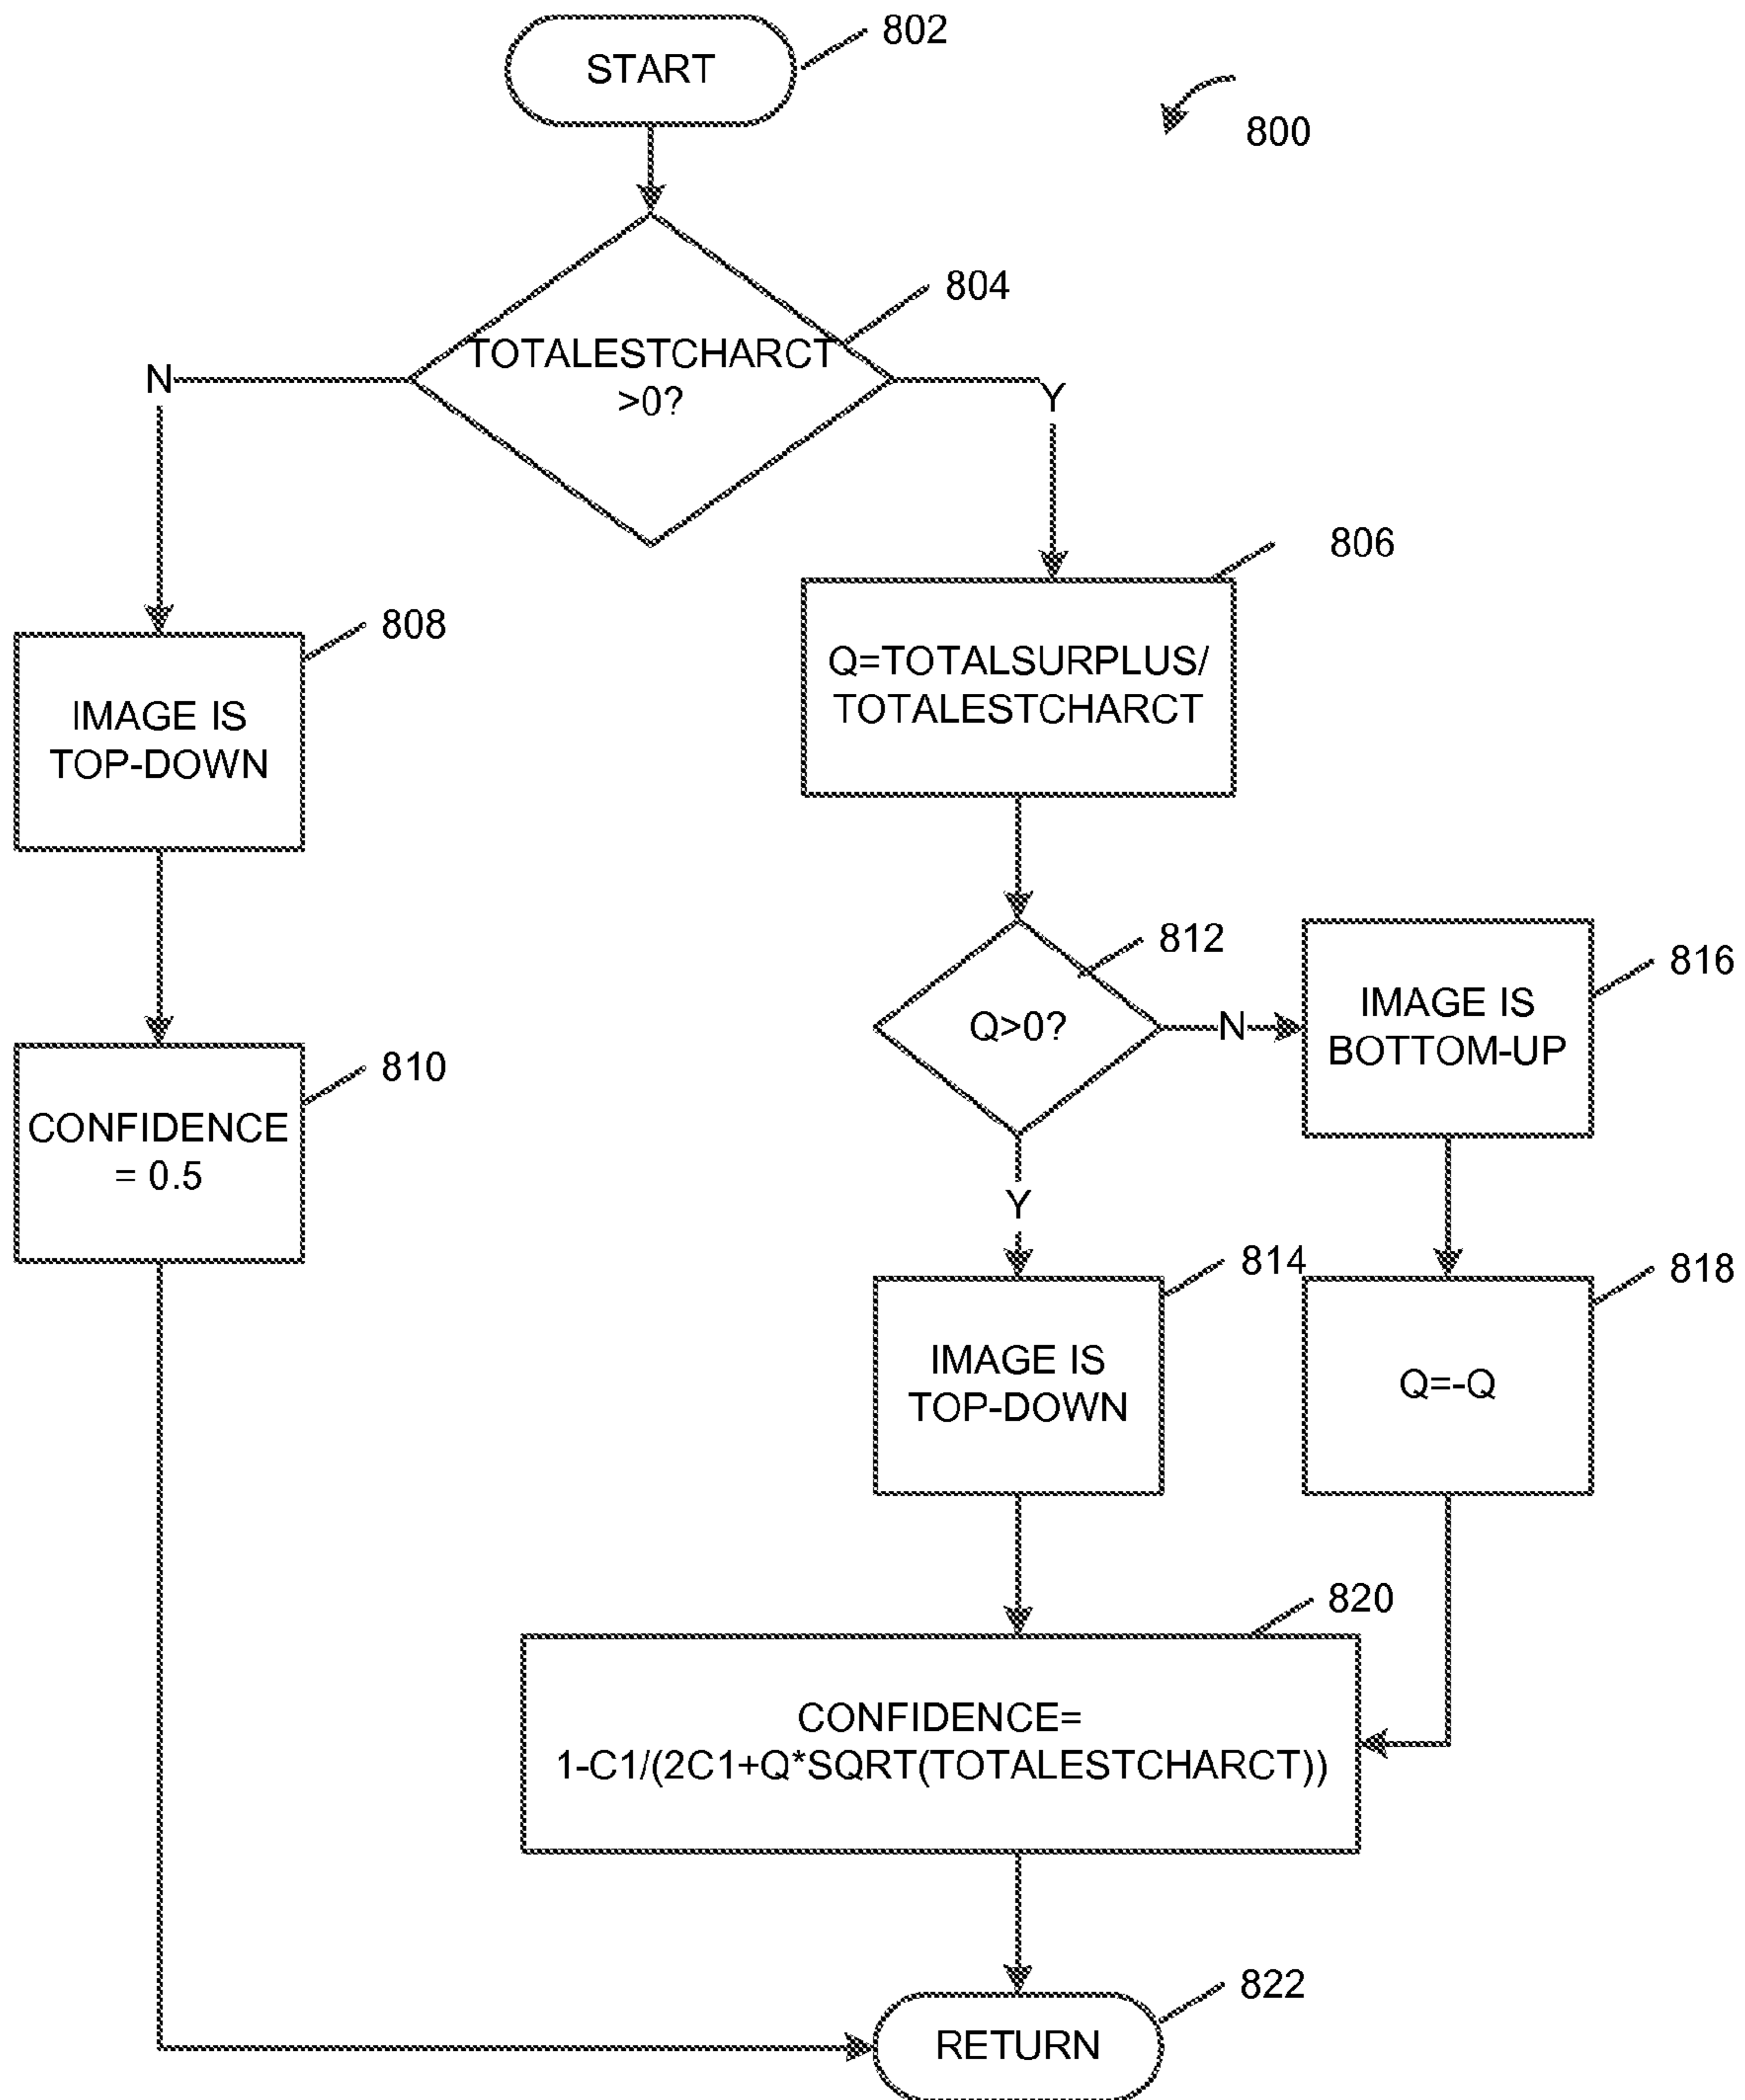 START
802
800
804
TOTALESTCHARCT
>0?
N
Y
806
Q=TOTALSURPLUS/
TOTALESTCHARCT
808
IMAGE IS
TOP-DOWN
812
Q>0?
N
816
IMAGE IS
BOTTOM-UP
810
CONFIDENCE
= 0.5
Y
814
IMAGE IS
TOP-DOWN
818
Q=-Q
820
CONFIDENCE=
1-C1/(2C1+Q*SQRT(TOTALESTCHARCT))
822
RETURN